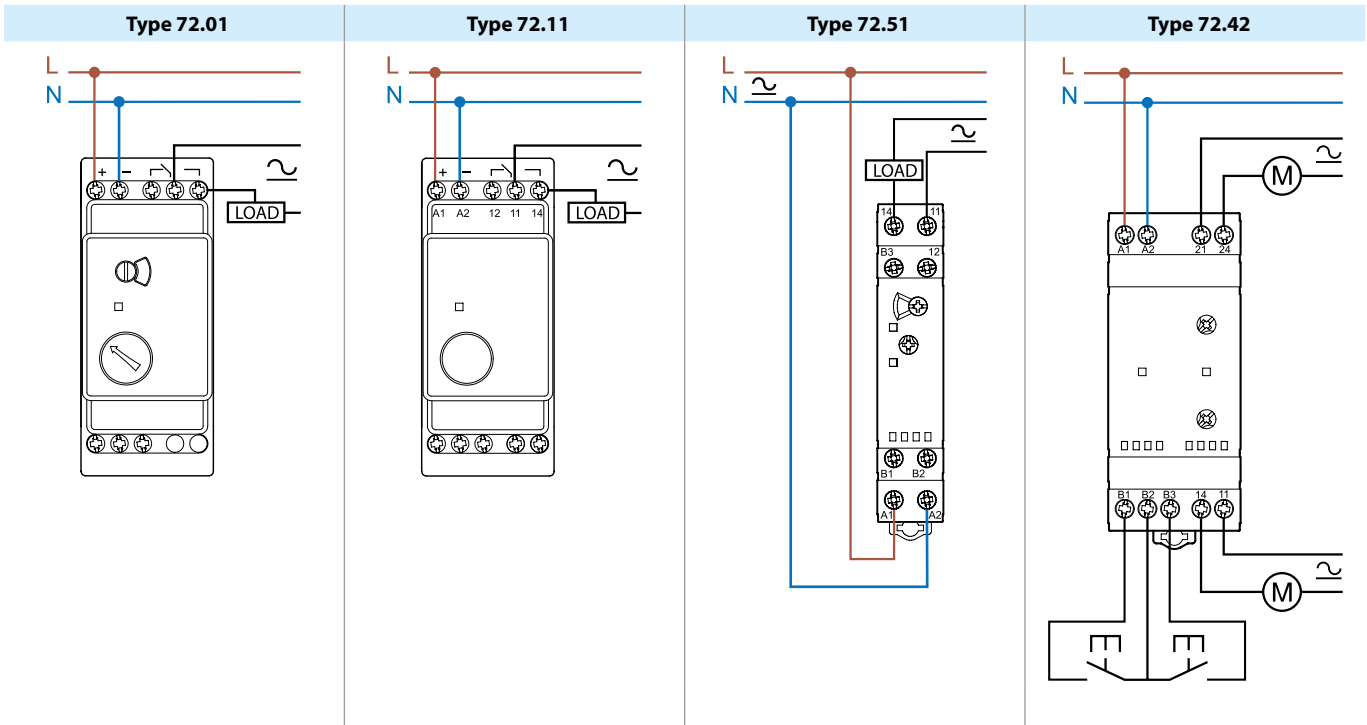 Type 72.01
Type 72.11
Type 72.51
Type 72.42
L
N
+ −
LOAD
L
N
+ −
A1 A2 12 11 14
LOAD
L
N
LOAD
14 11
B3 12
B1 B2
A1 A2
L
N
M
A1 A2 21 24
B1 B2 B3 14 11
M